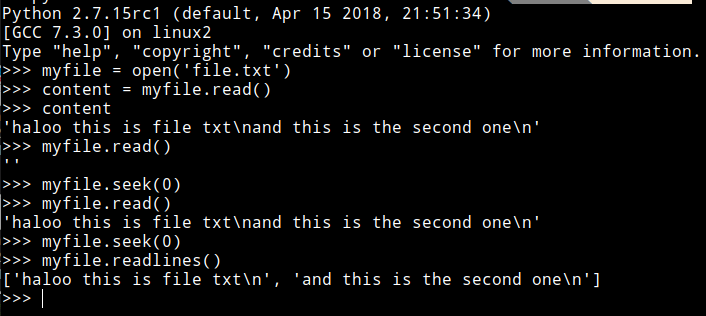 Python 2.7.15rc1 (default, Apr 15 2018, 21:51:34)
[GCC 7.3.0] on linux2
Type "help", "copyright", "credits" or "license" for more information.
>>> myfile = open('file.txt')
>>> content = myfile.read()
>>> content
'haloo this is file txt\nand this is the second one\n'
>>> myfile.read()
''
>>> myfile.seek(0)
>>> myfile.read()
'haloo this is file txt\nand this is the second one\n'
>>> myfile.seek(0)
>>> myfile.readlines()
['haloo this is file txt\n', 'and this is the second one\n']
>>>